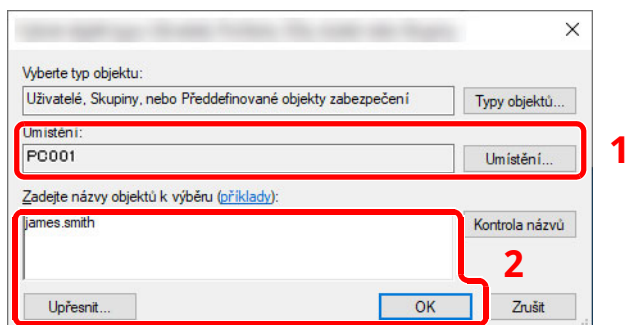 Vyberte typ objektu:
Uživatelé, Skupiny, nebo Předdefinované objekty zabezpečení
Typy objektů...
Umístění:
PC001
Umístění...
1
Zadejte názvy objektů k výběru (příklady):
james.smith
Kontrola názvů
2
Upřesnit...
OK
Zrušit